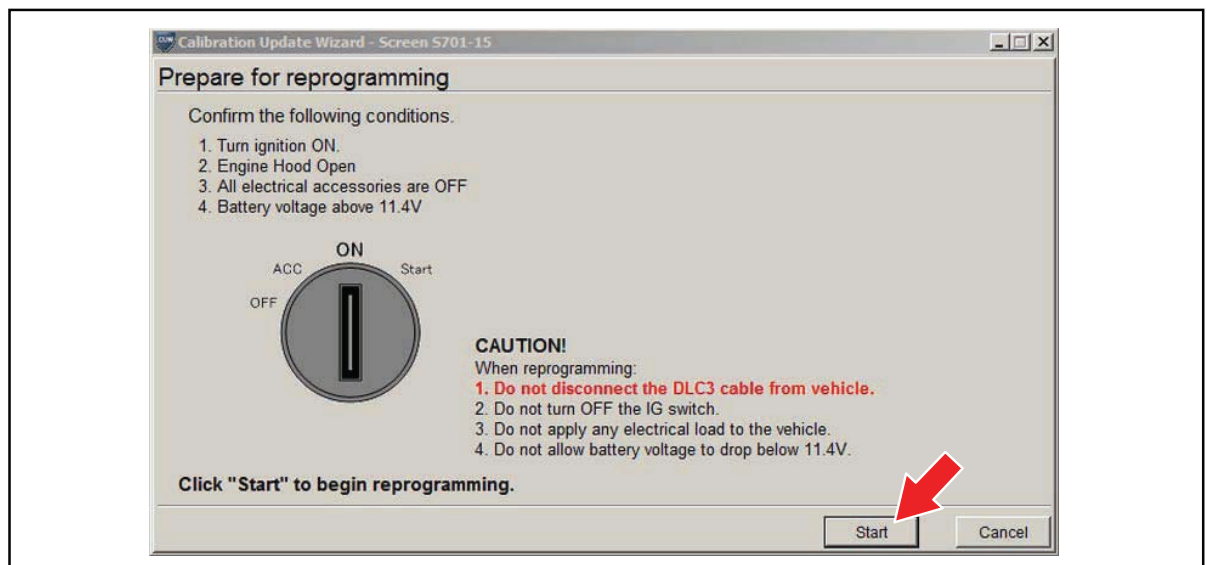 CUW Calibration Update Wizard - Screen S701-15
Prepare for reprogramming
Confirm the following conditions.
1. Turn ignition ON.
2. Engine Hood Open
3. All electrical accessories are OFF
4. Battery voltage above 11.4V
ON
ACC
Start
OFF
CAUTION!
When reprogramming:
1. Do not disconnect the DLC3 cable from vehicle.
2. Do not turn OFF the IG switch.
3. Do not apply any electrical load to the vehicle.
4. Do not allow battery voltage to drop below 11.4V.
Click "Start" to begin reprogramming.
Start
Cancel